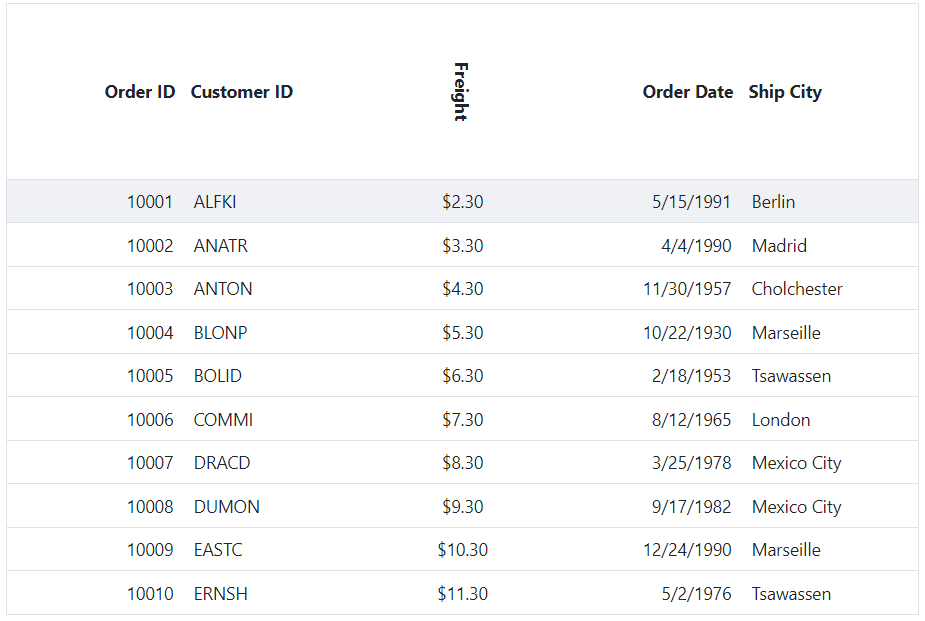 Order ID Customer ID Freight Order Date Ship City
10001 ALFKI $2.30 5/15/1991 Berlin
10002 ANATR $3.30 4/4/1990 Madrid
10003 ANTON $4.30 11/30/1957 Cholchester
10004 BLONP $5.30 10/22/1930 Marseille
10005 BOLID $6.30 2/18/1953 Tsawassen
10006 COMMI $7.30 8/12/1965 London
10007 DRACD $8.30 3/25/1978 Mexico City
10008 DUMON $9.30 9/17/1982 Mexico City
10009 EASTC $10.30 12/24/1990 Marseille
10010 ERNSH $11.30 5/2/1976 Tsawassen